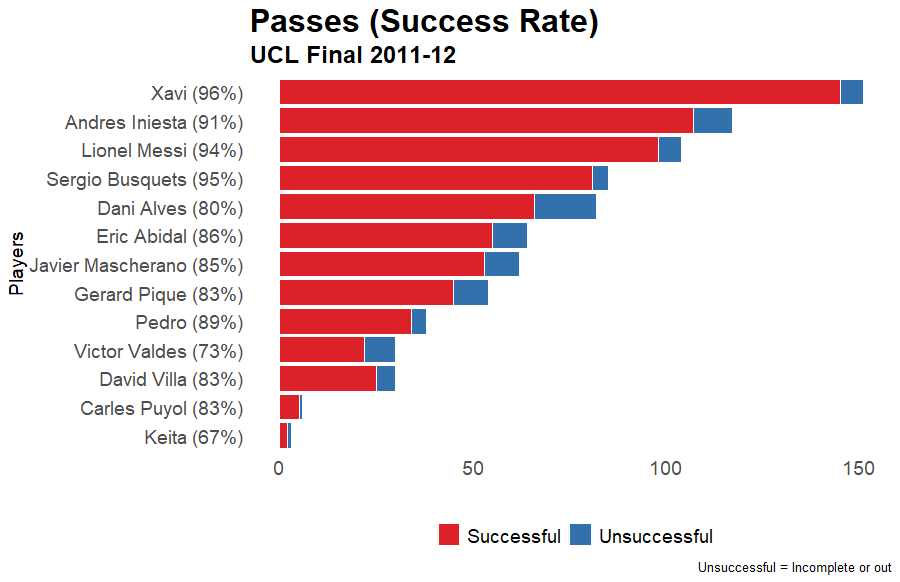 Passes (Success Rate)
UCL Final 2011-12
Players
Xavi (96%)
Andres Iniesta (91%)
Lionel Messi (94%)
Sergio Busquets (95%)
Dani Alves (80%)
Eric Abidal (86%)
Javier Mascherano (85%)
Gerard Pique (83%)
Pedro (89%)
Victor Valdes (73%)
David Villa (83%)
Carles Puyol (83%)
Keita (67%)
0 50 100 150
Successful Unsuccessful
Unsuccessful = Incomplete or out